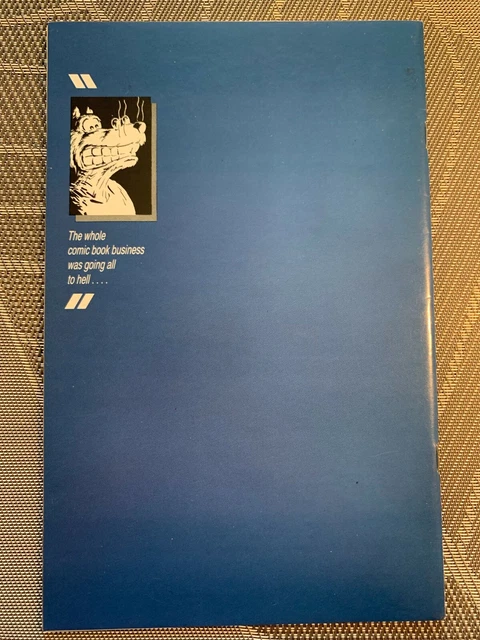 "
The whole
comic book business
was going all
to hell . . . .
"